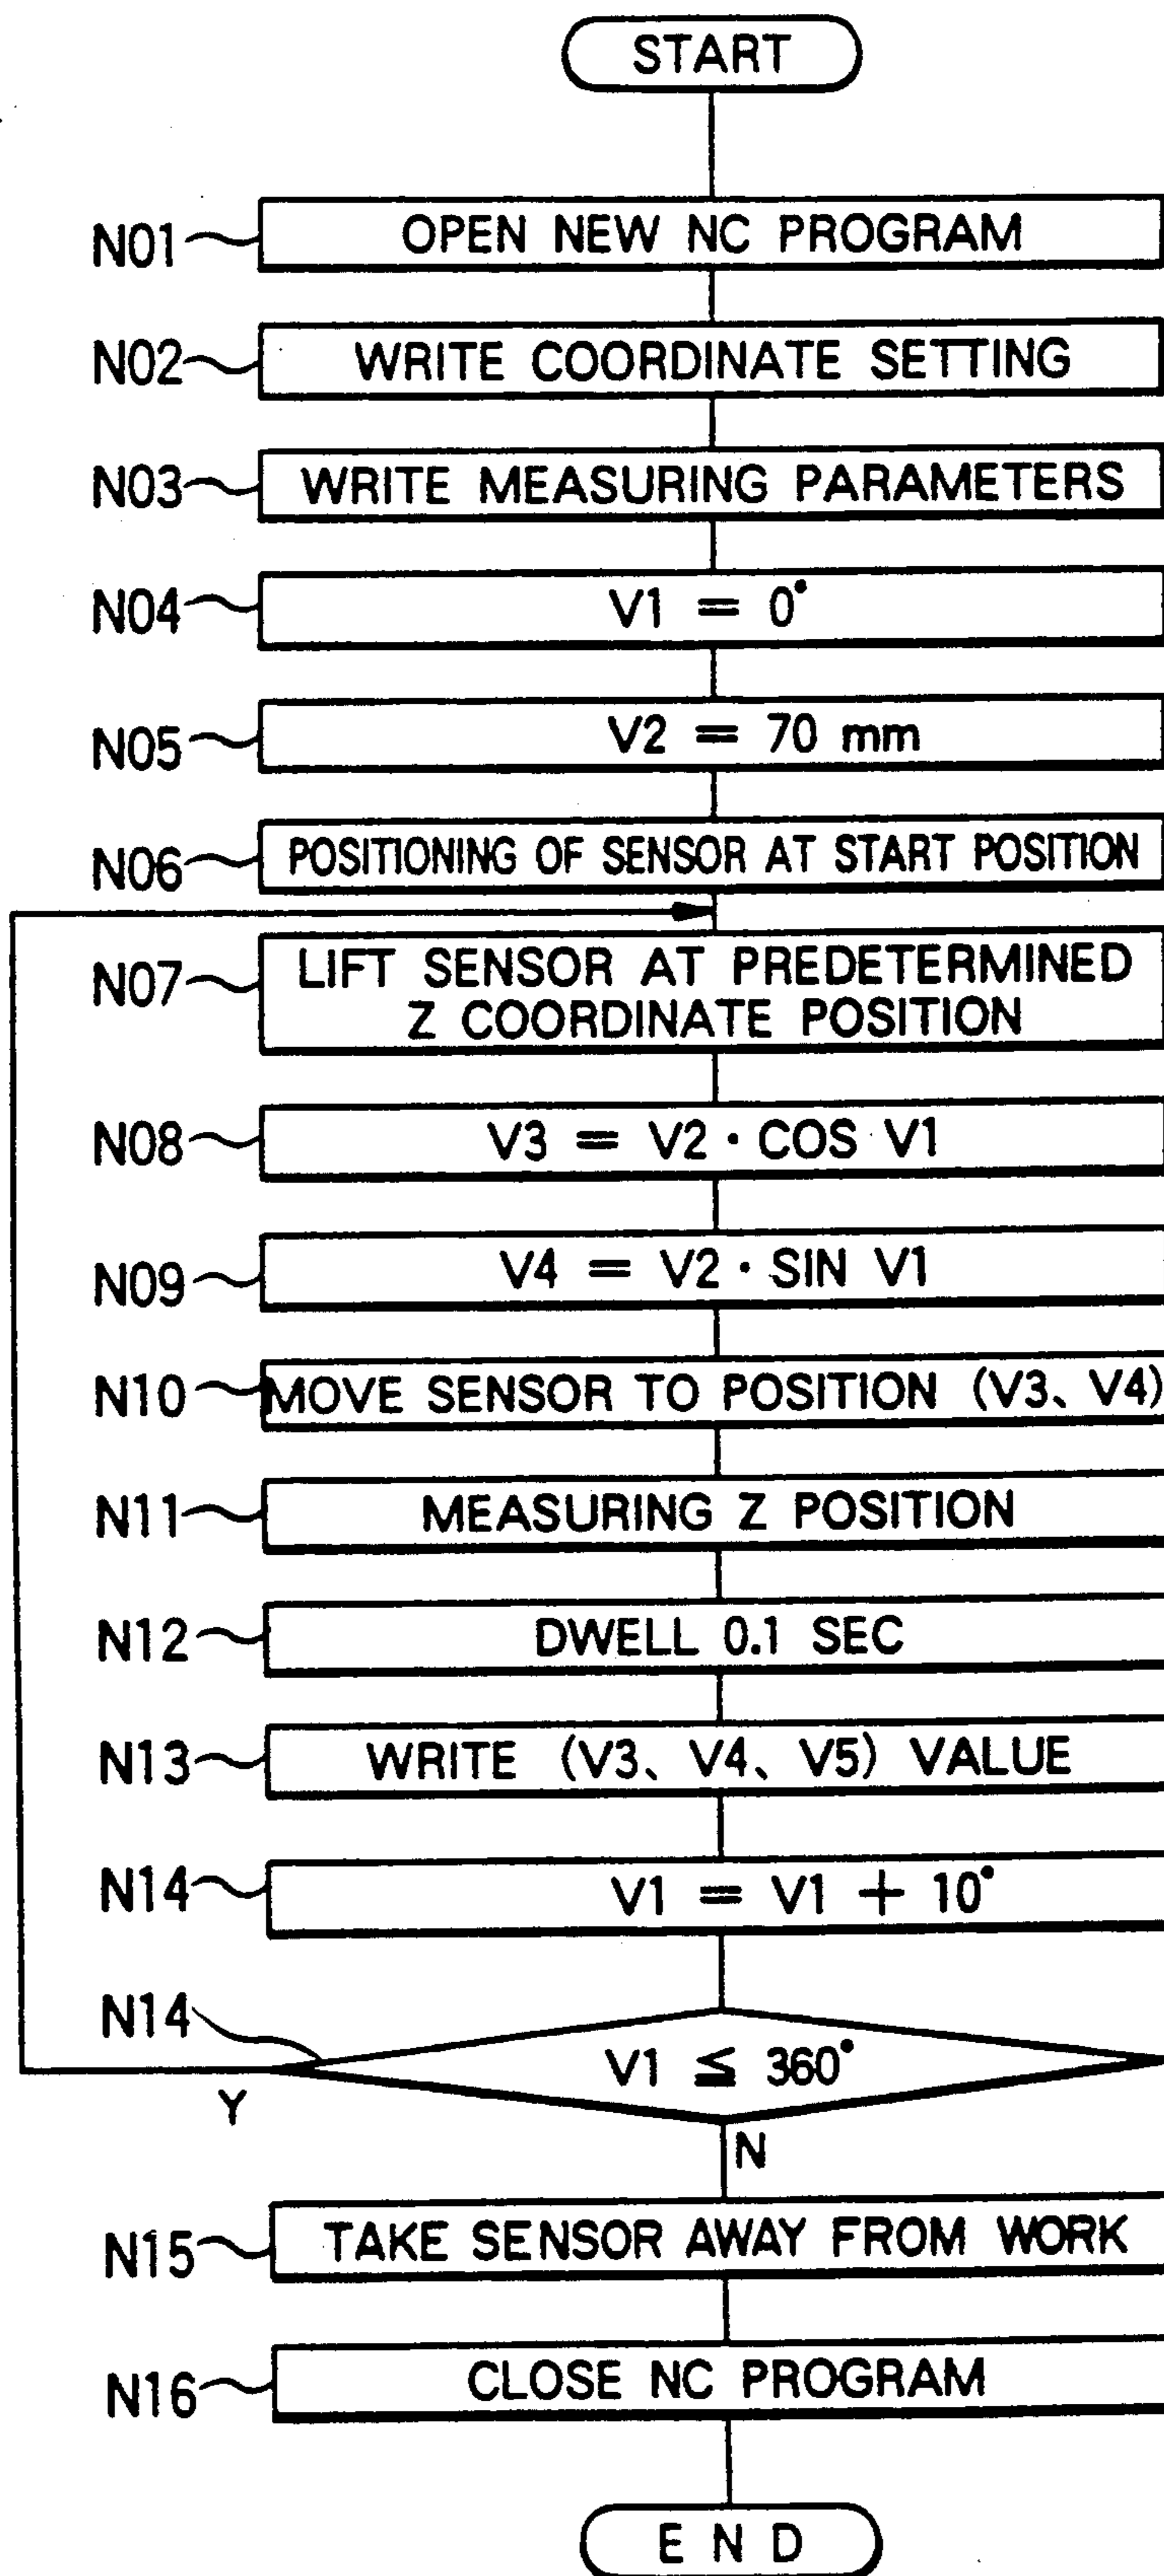 START
N01 OPEN NEW NC PROGRAM
N02 WRITE COORDINATE SETTING
N03 WRITE MEASURING PARAMETERS
N04 V1 = 0°
N05 V2 = 70 mm
N06 POSITIONING OF SENSOR AT START POSITION
N07 LIFT SENSOR AT PREDETERMINED
Z COORDINATE POSITION
N08 V3 = V2 · COS V1
N09 V4 = V2 · SIN V1
N10 MOVE SENSOR TO POSITION (V3、V4)
N11 MEASURING Z POSITION
N12 DWELL 0.1 SEC
N13 WRITE (V3、V4、V5) VALUE
N14 V1 = V1 + 10°
N14 V1 ≦ 360°
Y
N
N15 TAKE SENSOR AWAY FROM WORK
N16 CLOSE NC PROGRAM
END